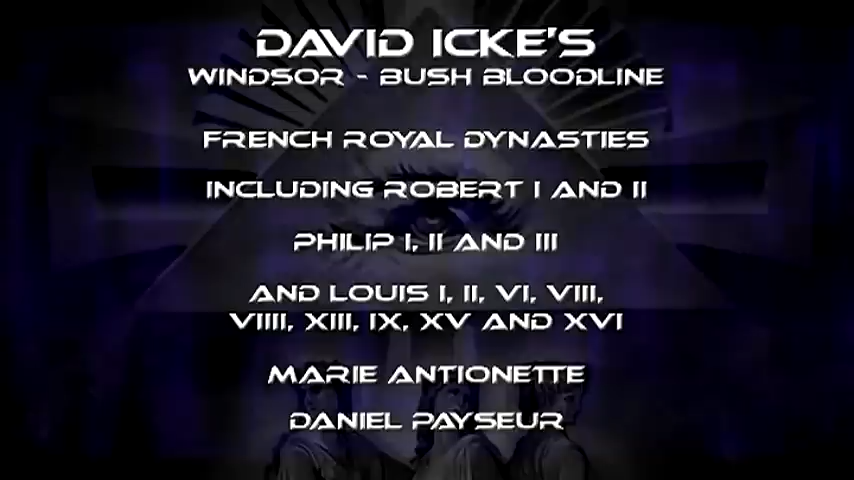 DAVID ICKE'S
WINDSOR - BUSH BLOODLINE
FRENCH ROYAL DYNASTIES
INCLUDING ROBERT I AND II
PHILIP I, II AND III
AND LOUIS I, II, VI, VIII,
VIIII, XIII, IX, XV AND XVI
MARIE ANTIONETTE
DANIEL PAYSEUR